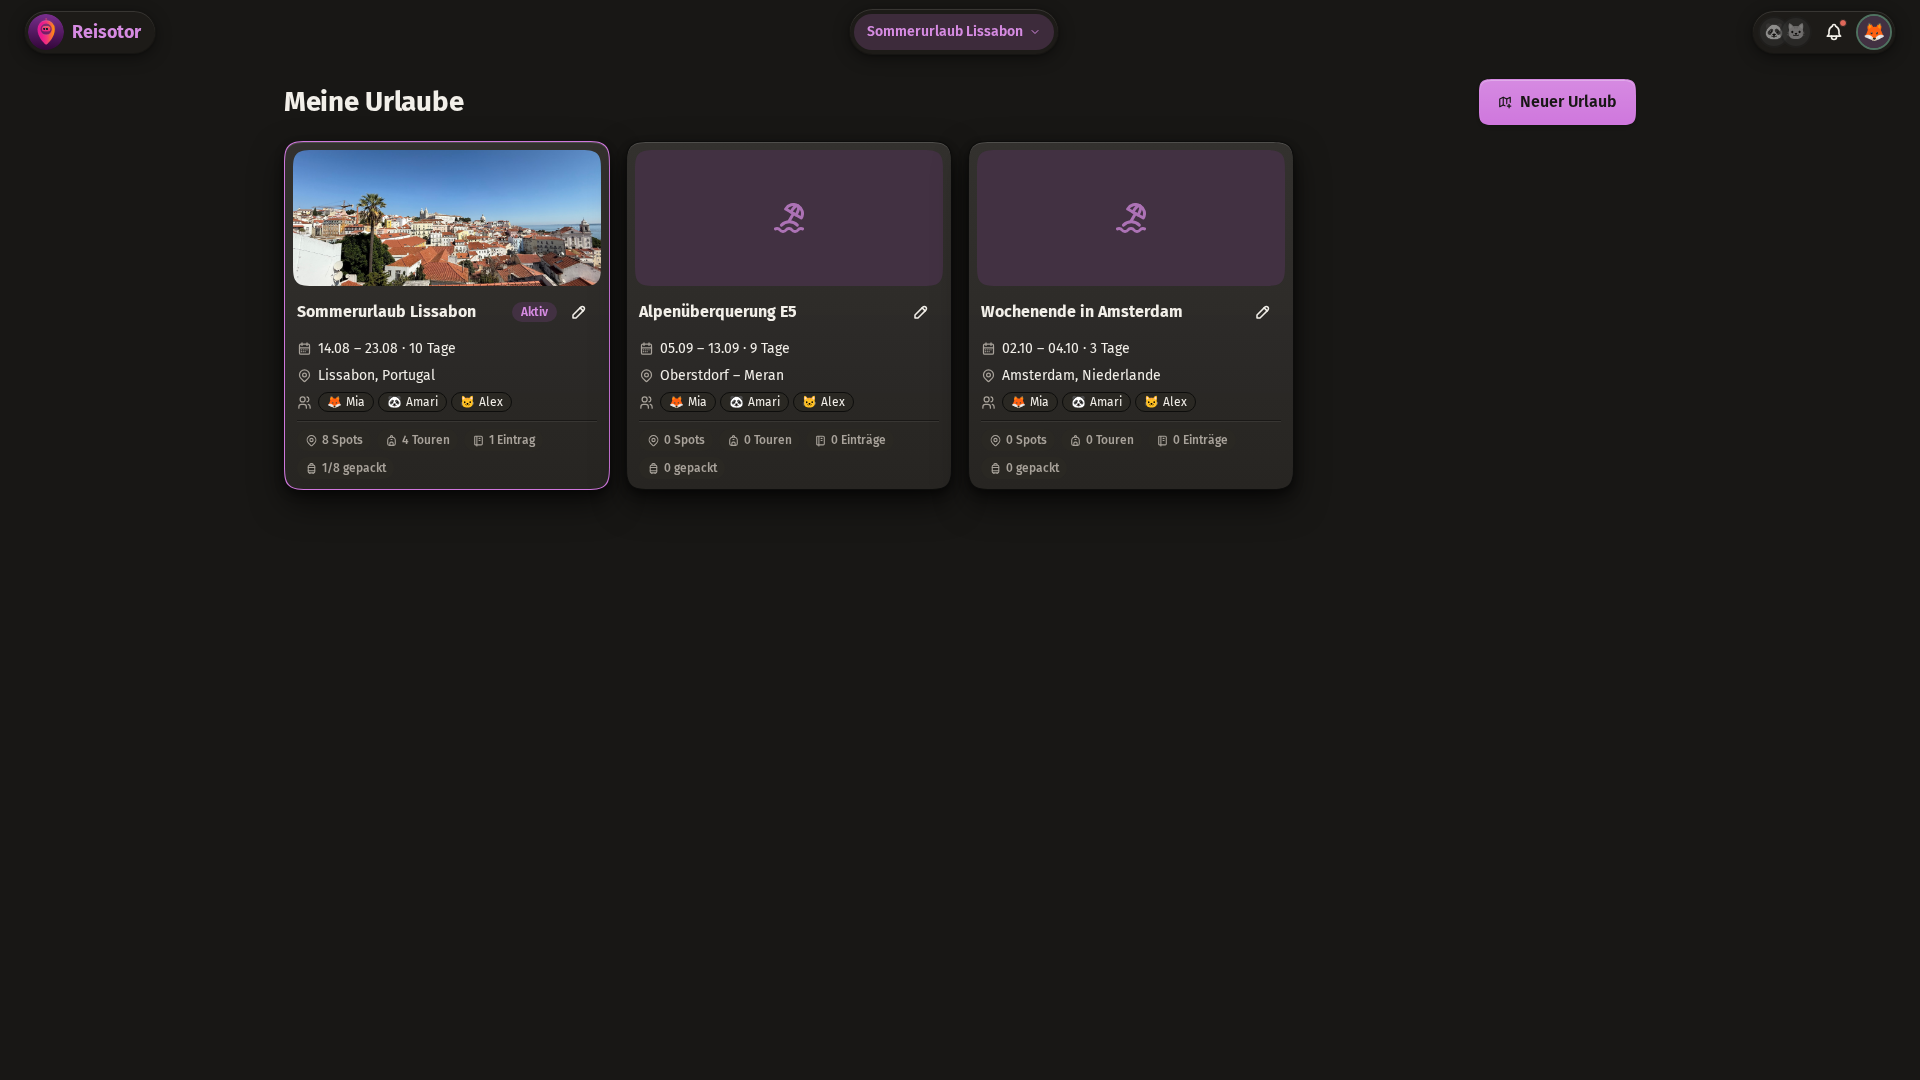 Reisotor
Sommerurlaub Lissabon
Meine Urlaube
Neuer Urlaub
Sommerurlaub Lissabon
Aktiv
14.08 – 23.08 · 10 Tage
Lissabon, Portugal
Mia
Amari
Alex
8 Spots
4 Touren
1 Eintrag
1/8 gepackt
Alpenüberquerung E5
05.09 – 13.09 · 9 Tage
Oberstdorf – Meran
Mia
Amari
Alex
0 Spots
0 Touren
0 Einträge
0 gepackt
Wochenende in Amsterdam
02.10 – 04.10 · 3 Tage
Amsterdam, Niederlande
Mia
Amari
Alex
0 Spots
0 Touren
0 Einträge
0 gepackt